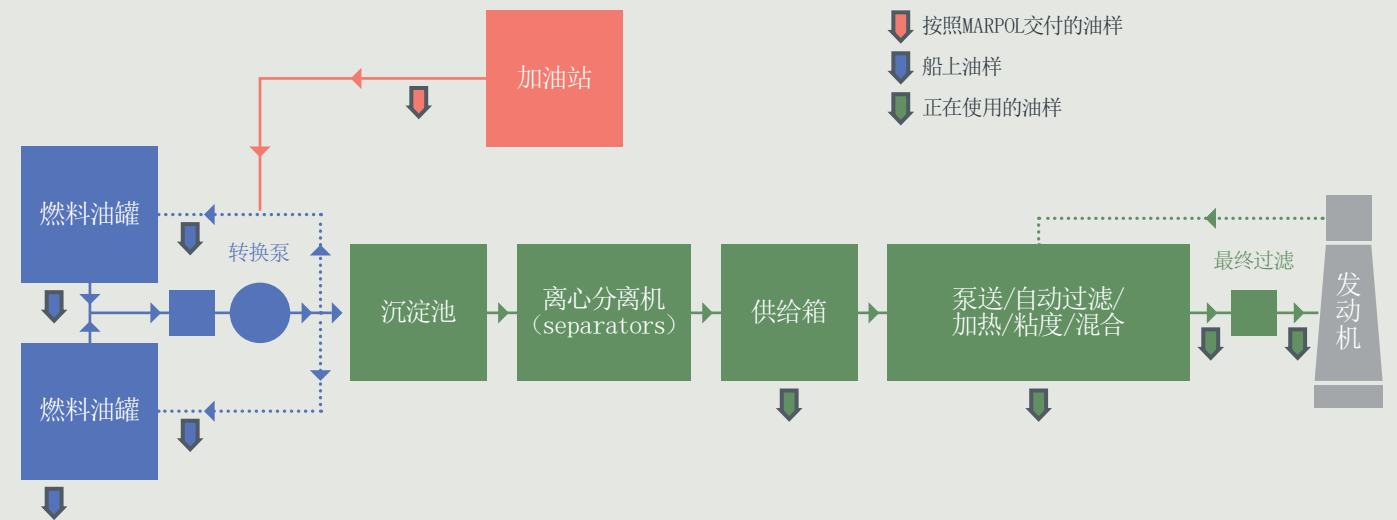 按照MARPOL交付的油样
船上油样
正在使用的油样
加油站
燃料油罐
转换泵
燃料油罐
沉淀池
离心分离机
（separators）
供给箱
泵送/自动过滤/
加热/粘度/混合
最终过滤
发
动
机